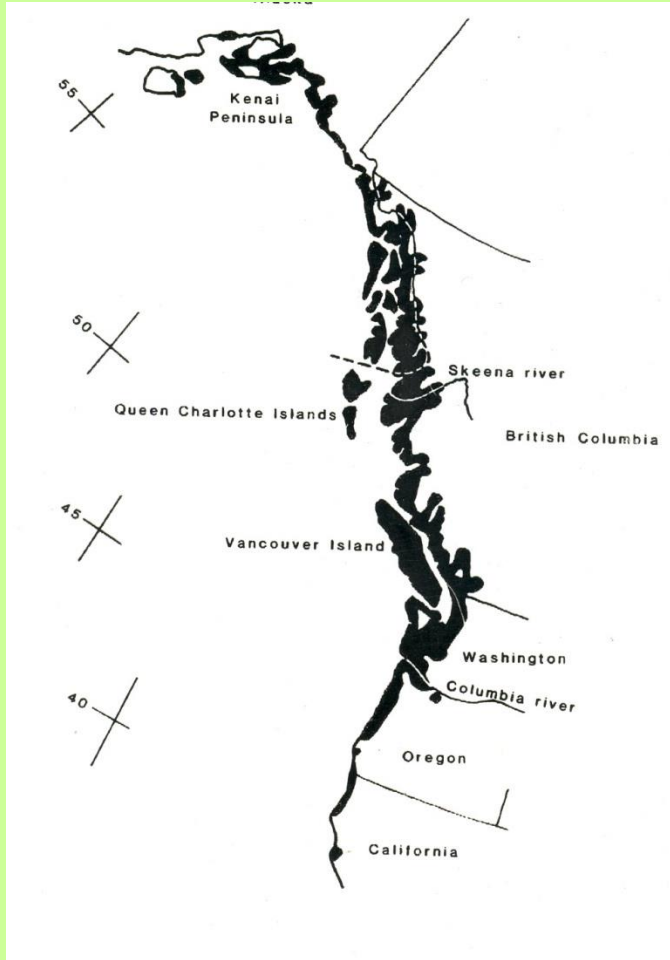 55
Kenai
Peninsula
50
Skeena river
Queen Charlotte Islands
British Columbia
45
Vancouver Island
Washington
40
Columbia river
Oregon
California